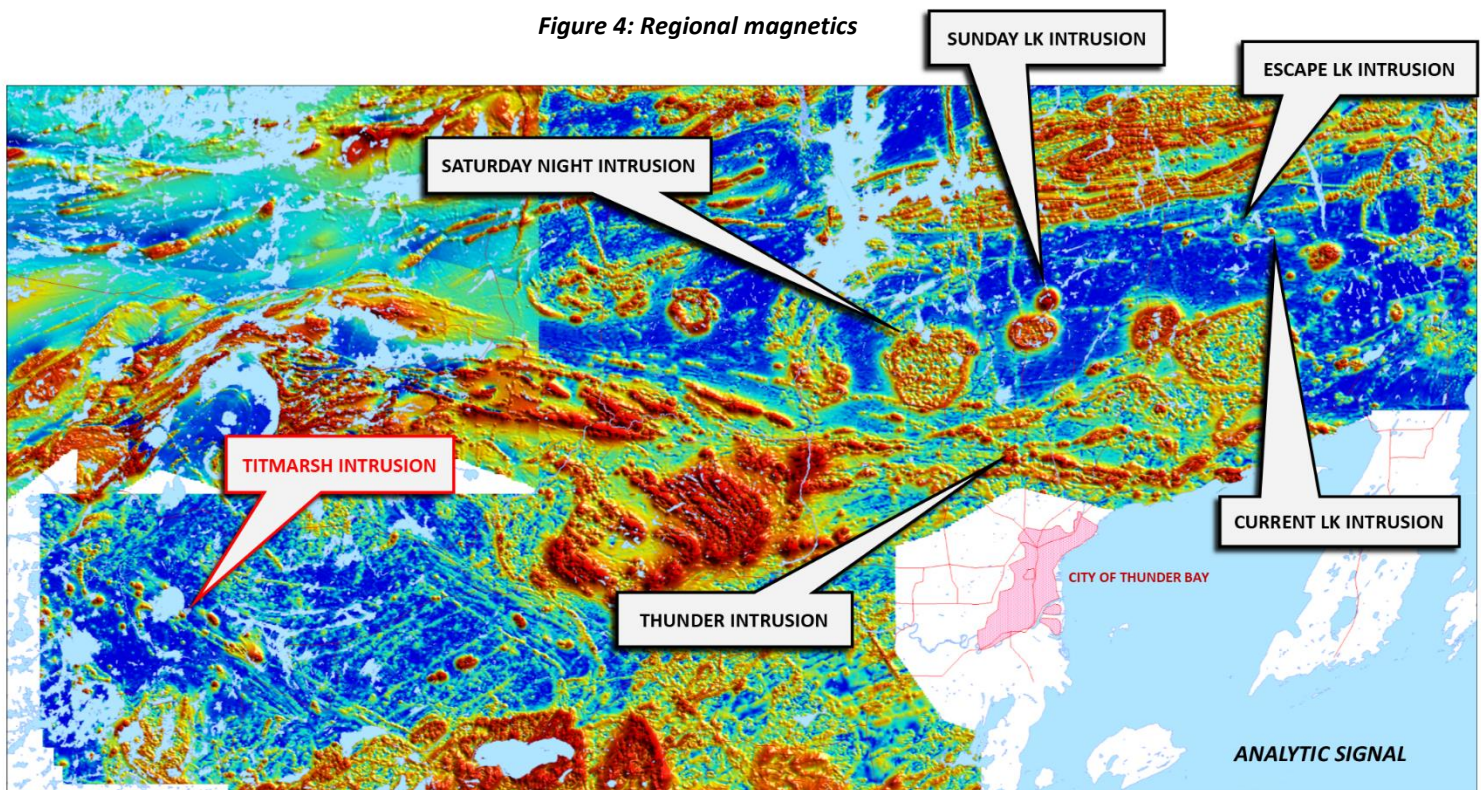 Figure 4: Regional magnetics
SUNDAY LK INTRUSION
ESCAPE LK INTRUSION
SATURDAY NIGHT INTRUSION
TITMARSH INTRUSION
CURRENT LK INTRUSION
CITY OF THUNDER BAY
THUNDER INTRUSION
ANALYTIC SIGNAL